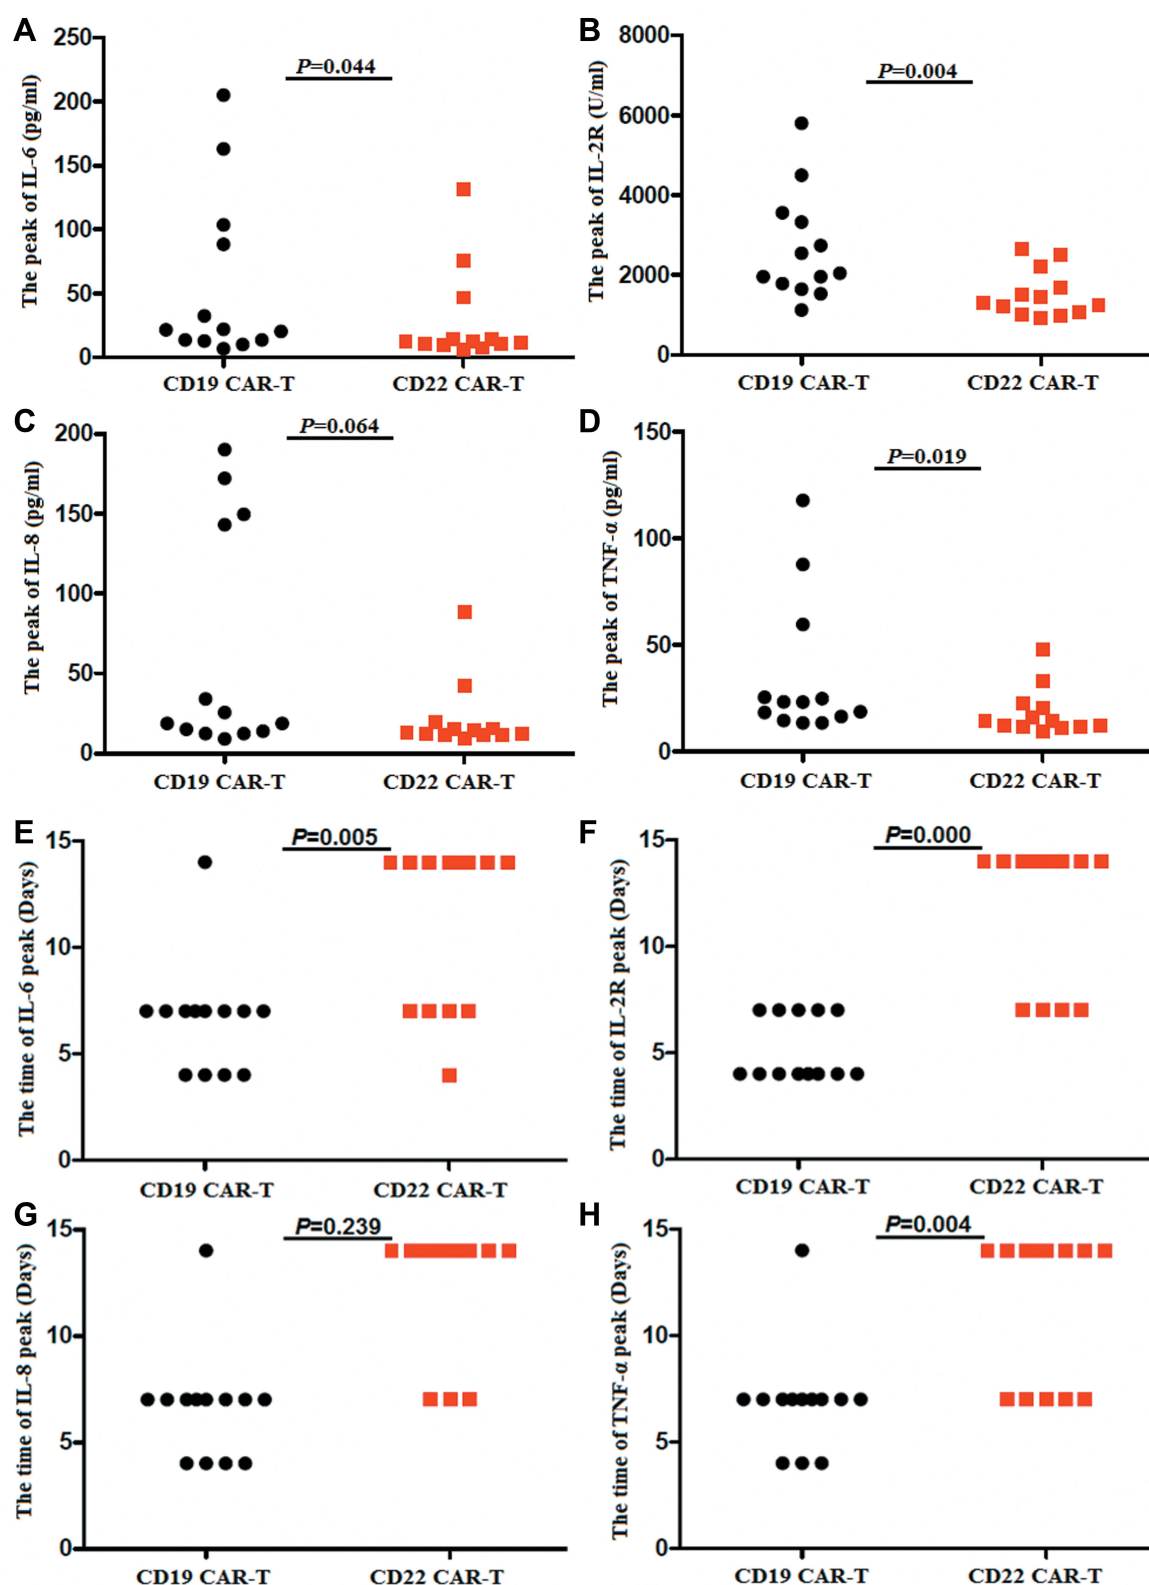 A
The peak of IL-6 (pg/ml)
250
200
150
100
50
0
P=0.044
CD19 CAR-T
CD22 CAR-T
B
The peak of IL-2R (U/ml)
8000
6000
4000
2000
0
P=0.004
CD19 CAR-T
CD22 CAR-T
C
The peak of IL-8 (pg/ml)
200
150
100
50
0
P=0.064
CD19 CAR-T
CD22 CAR-T
D
The peak of TNF-α (pg/ml)
150
100
50
0
P=0.019
CD19 CAR-T
CD22 CAR-T
E
The time of IL-6 peak (Days)
15
10
5
0
P=0.005
CD19 CAR-T
CD22 CAR-T
F
The time of IL-2R peak (Days)
15
10
5
0
P=0.000
CD19 CAR-T
CD22 CAR-T
G
The time of IL-8 peak (Days)
15
10
5
0
P=0.239
CD19 CAR-T
CD22 CAR-T
H
The time of TNF-α peak (Days)
15
10
5
0
P=0.004
CD19 CAR-T
CD22 CAR-T